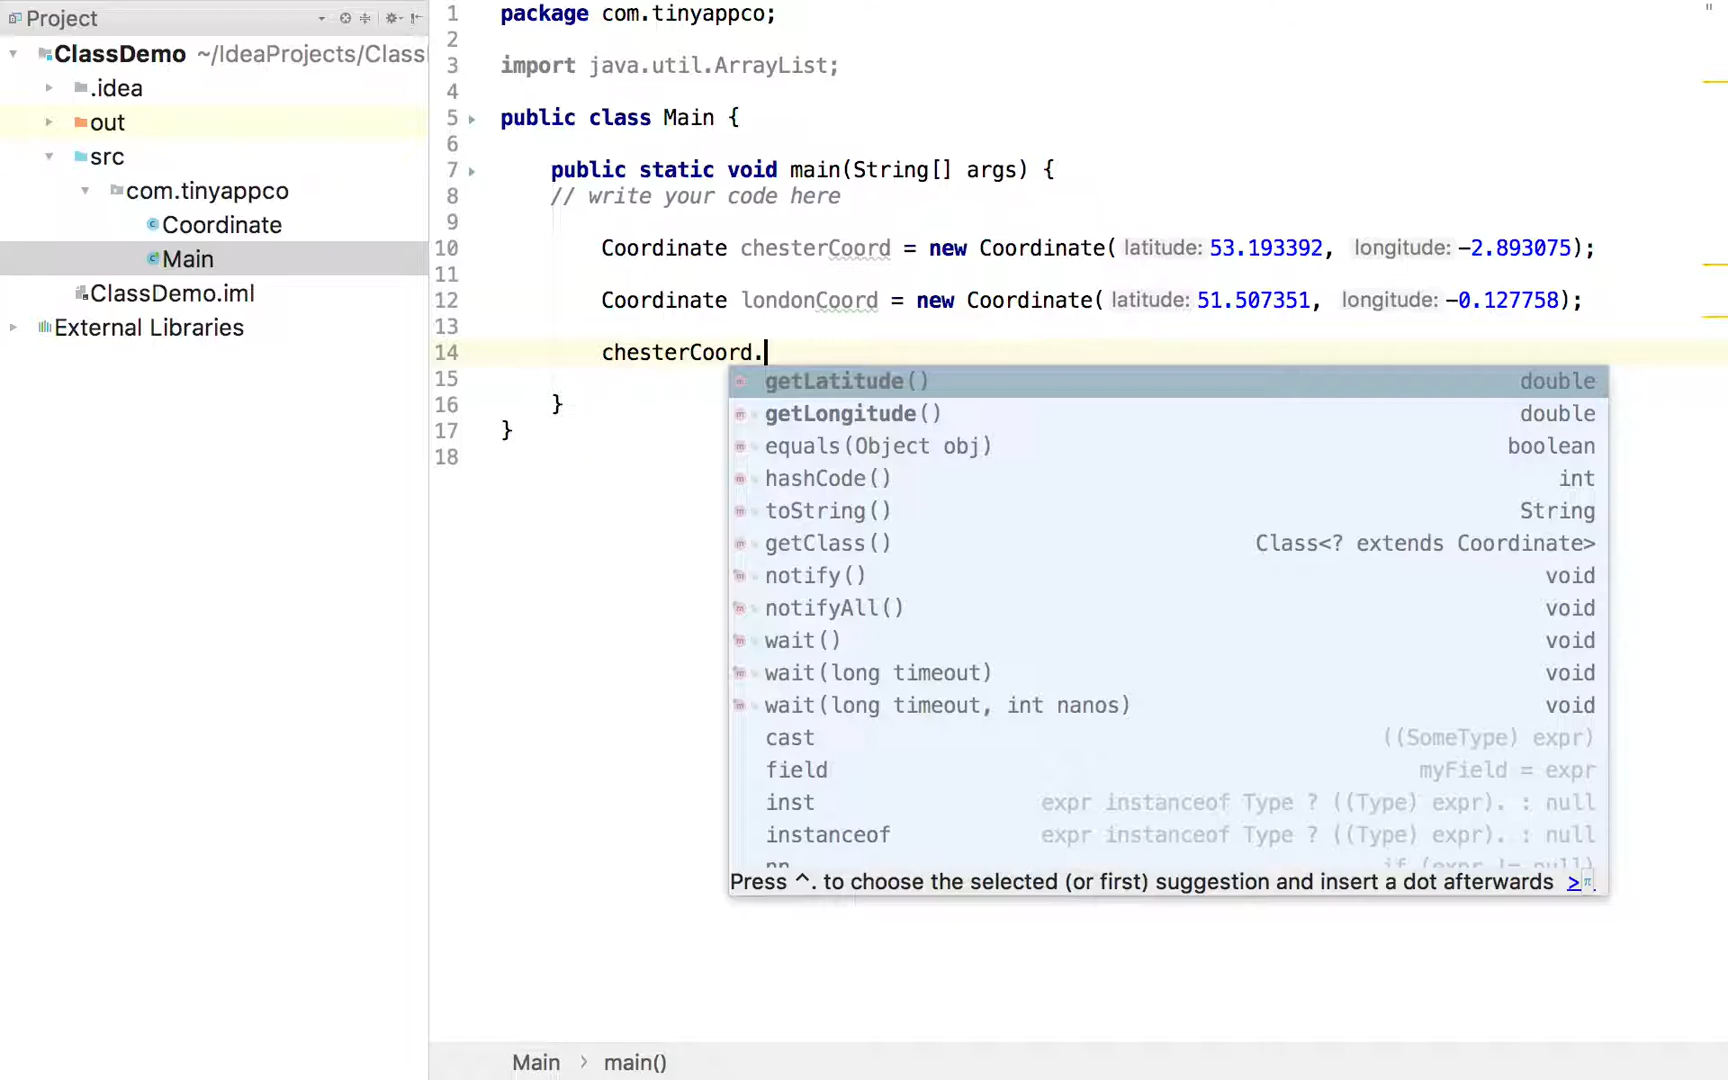 Project
ClassDemo ~/IdeaProjects/Class
.idea
out
src
com.tinyappco
Coordinate
Main
ClassDemo.iml
External Libraries
1 package com.tinyappco;
2
3 import java.util.ArrayList;
4
5 public class Main {
6
7 public static void main(String[] args) {
8 // write your code here
9
10 Coordinate chesterCoord = new Coordinate( latitude: 53.193392, longitude: -2.893075);
11
12 Coordinate londonCoord = new Coordinate( latitude: 51.507351, longitude: -0.127758);
13
14 chesterCoord.
15
16 }
17 }
18
getLatitude() double
getLongitude() double
equals(Object obj) boolean
hashCode() int
toString() String
getClass() Class<? extends Coordinate>
notify() void
notifyAll() void
wait() void
wait(long timeout) void
wait(long timeout, int nanos) void
cast ((SomeType) expr)
field myField = expr
inst expr instanceof Type ? ((Type) expr). : null
instanceof expr instanceof Type ? ((Type) expr). : null
nn if (expr != null)
Press ^. to choose the selected (or first) suggestion and insert a dot afterwards >> π
Main > main()